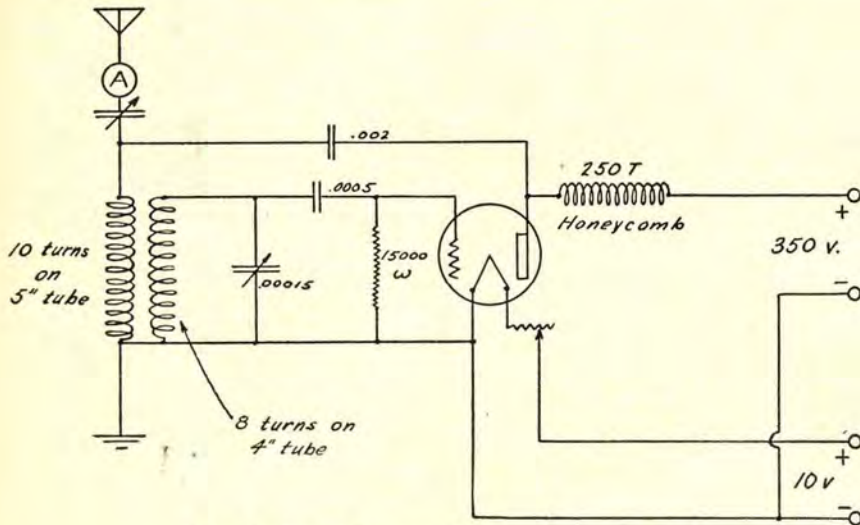 A
.002
250 T
.0005
Honeycomb
+
10 turns
on
5" tube
15000
ω
350 v.
.00015
−
8 turns on
4" tube
+
10 v
−